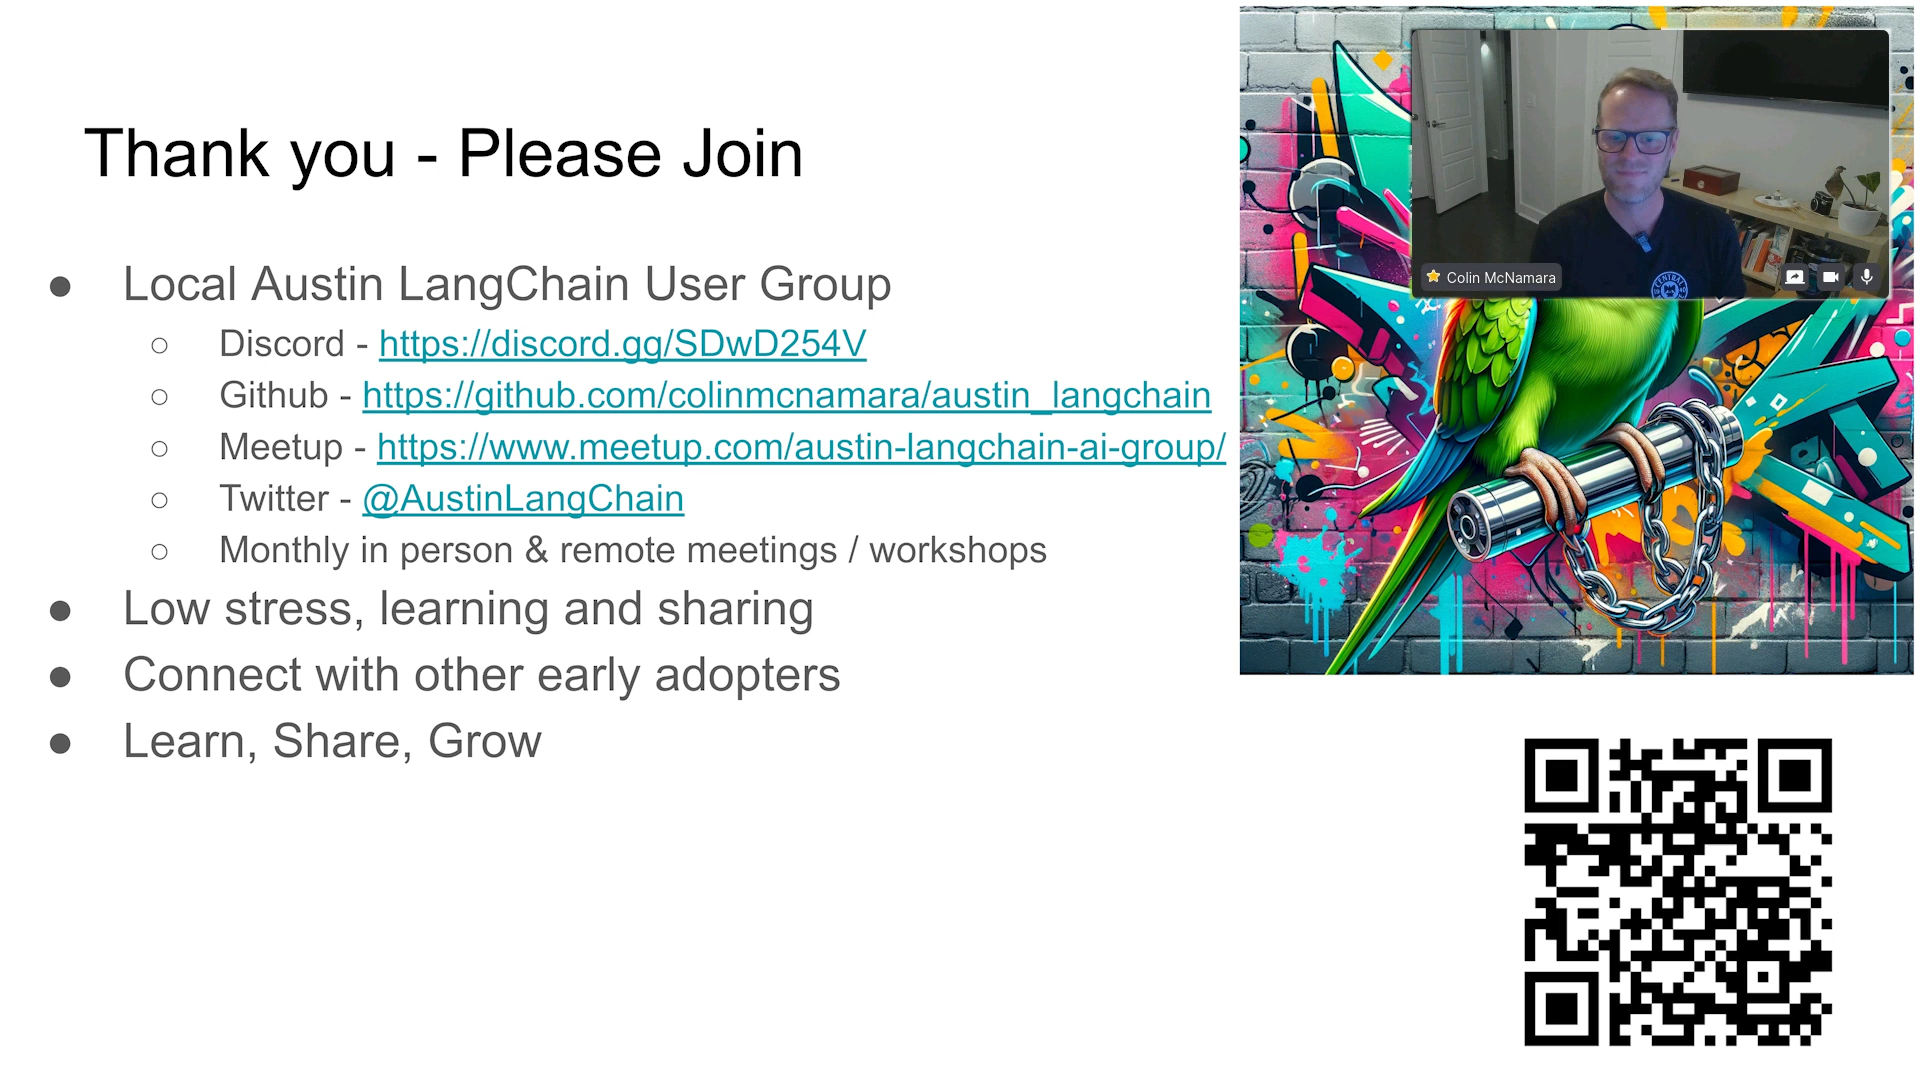 Thank you - Please Join
● Local Austin LangChain User Group
○ Discord - https://discord.gg/SDwD254V
○ Github - https://github.com/colinmcnamara/austin_langchain
○ Meetup - https://www.meetup.com/austin-langchain-ai-group/
○ Twitter - @AustinLangChain
○ Monthly in person & remote meetings / workshops
● Low stress, learning and sharing
● Connect with other early adopters
● Learn, Share, Grow
Colin McNamara
CENTRAL